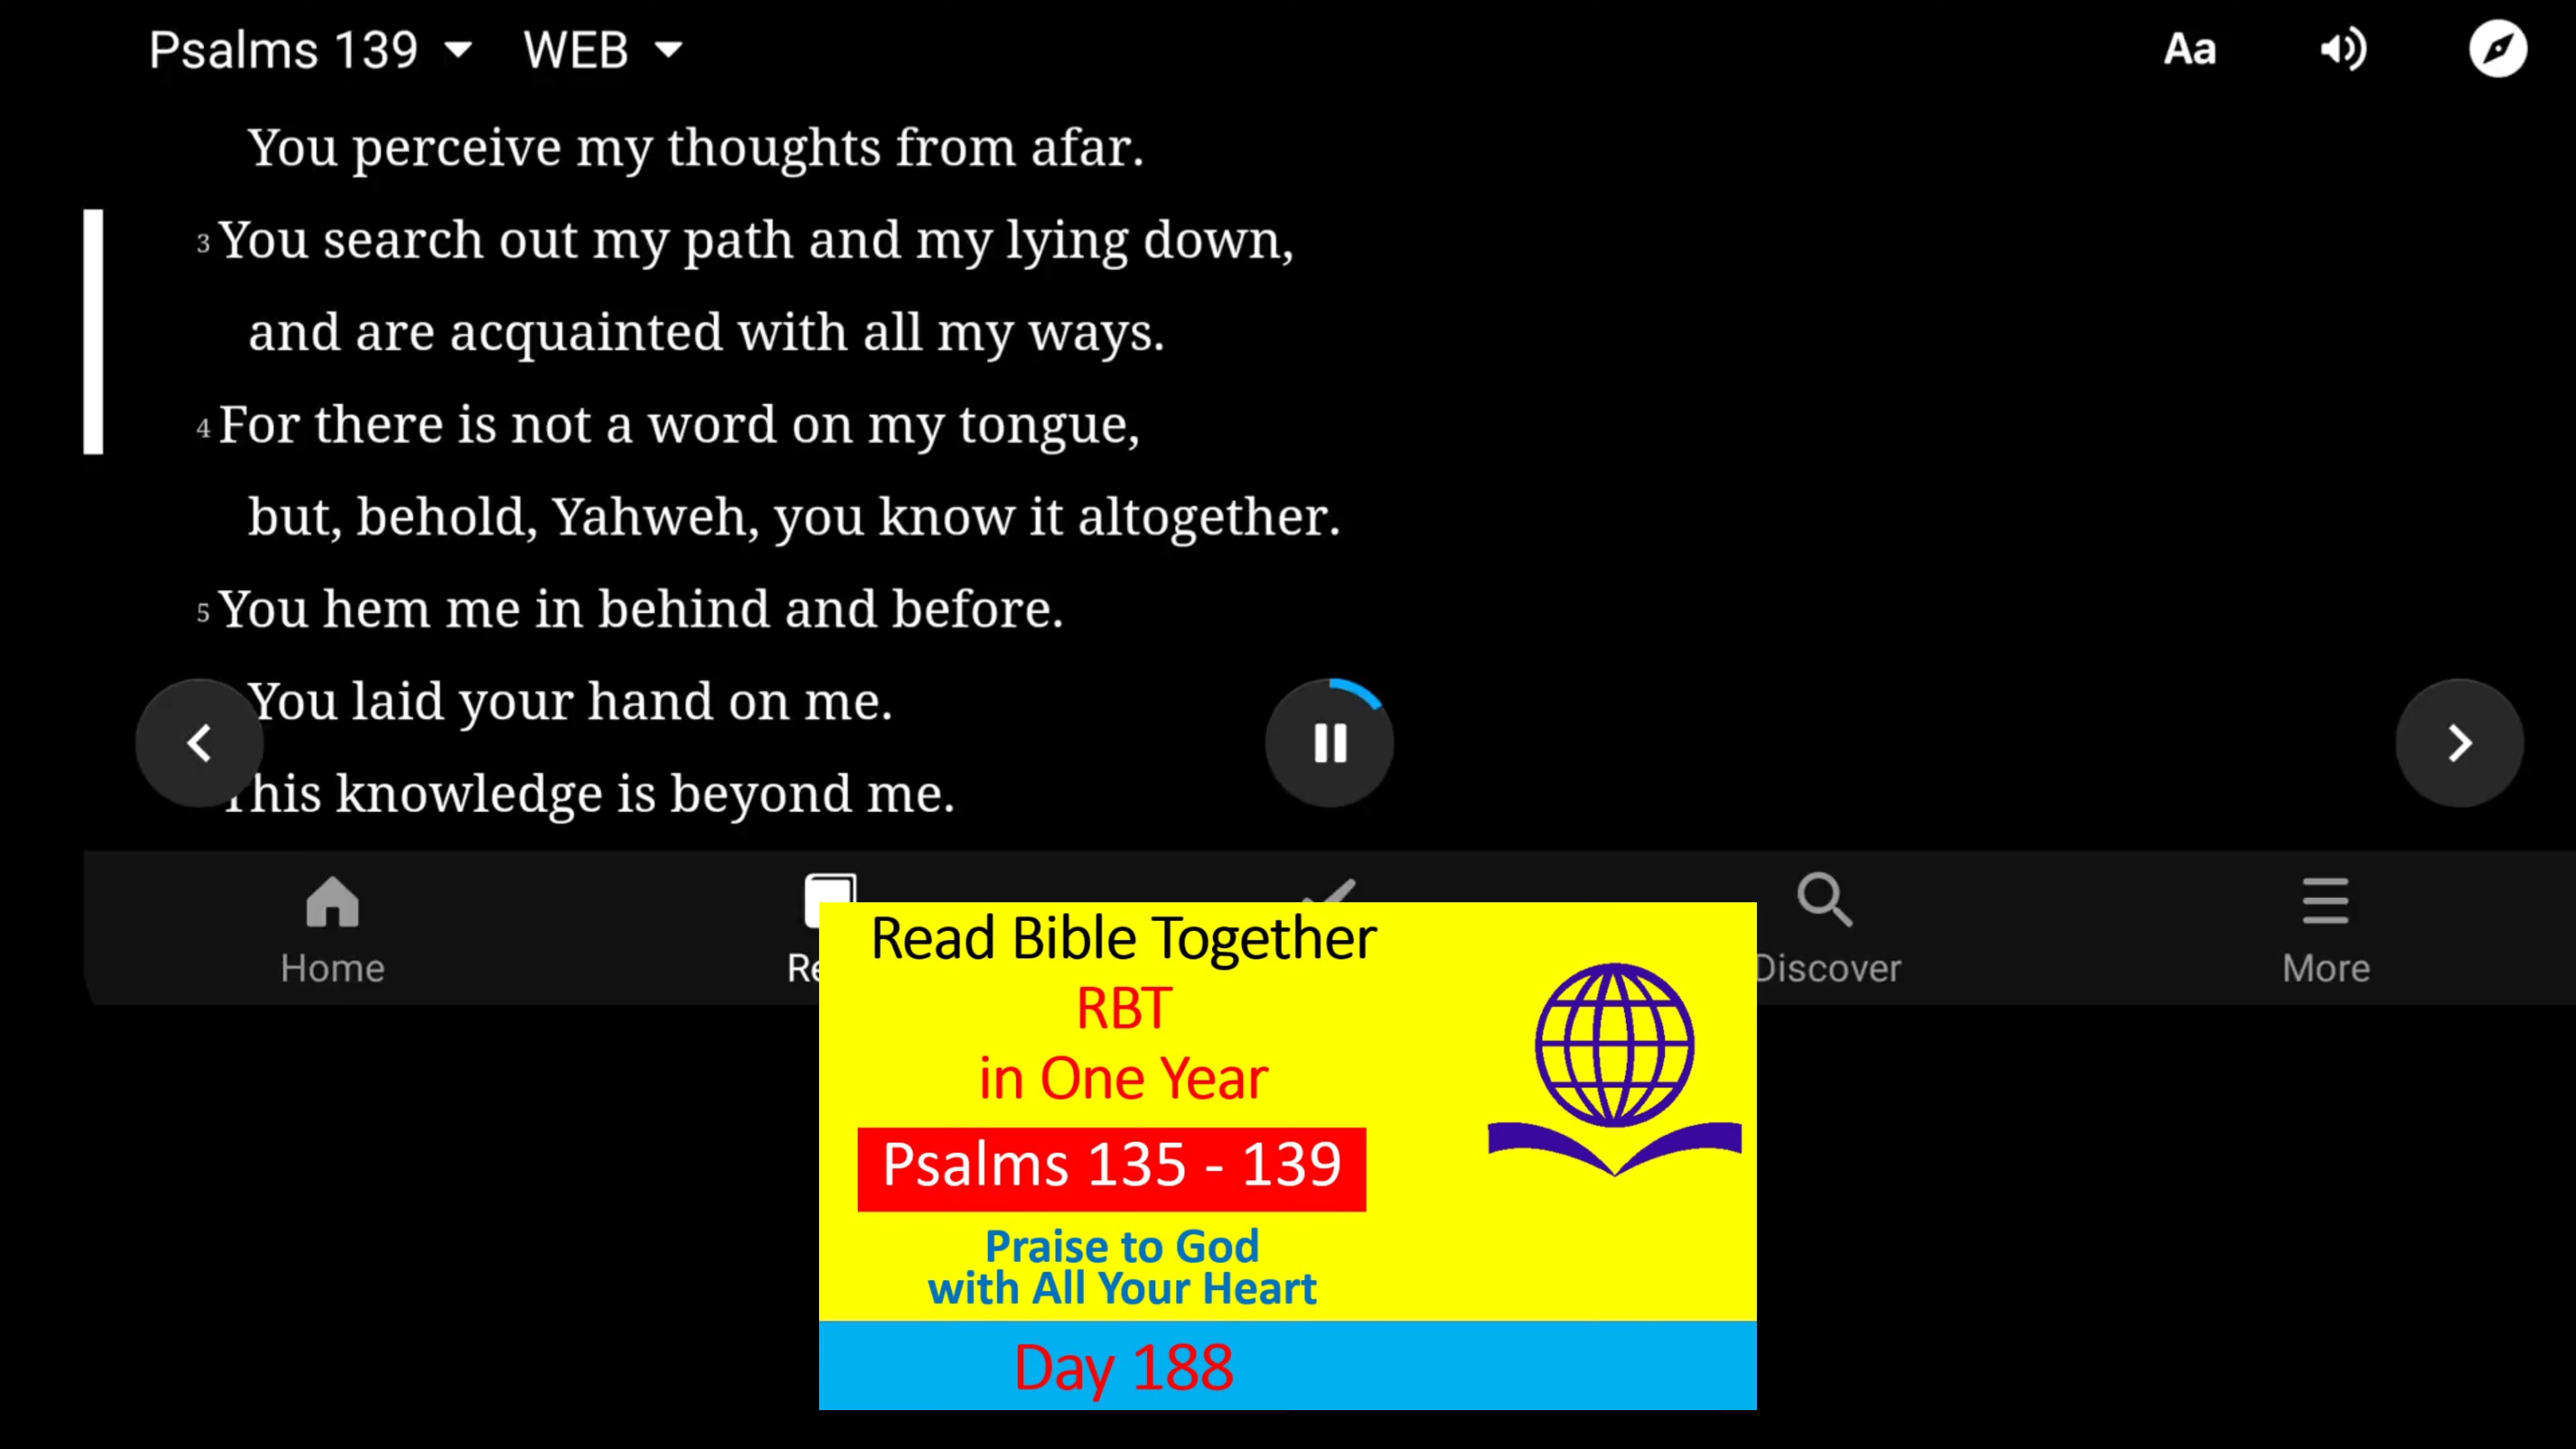 Psalms 139 WEB Aa
You perceive my thoughts from afar.
3 You search out my path and my lying down,
and are acquainted with all my ways.
4 For there is not a word on my tongue,
but, behold, Yahweh, you know it altogether.
5 You hem me in behind and before.
You laid your hand on me.
This knowledge is beyond me.
Home Discover More
Read Bible Together
RBT
in One Year
Psalms 135 - 139
Praise to God
with All Your Heart
Day 188